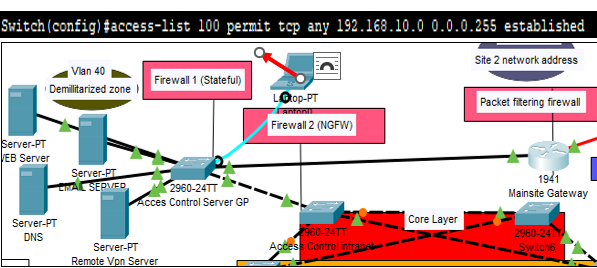 Switch(config)#access-list 100 permit tcp any 192.168.10.0 0.0.0.255 established
Vlan 40
Demillitarized zone
Firewall 1 (Stateful)
Site 2 network address
Laptop-PT
Packet filtering firewall
Server-PT
EB Server
Server-PT
EMAIL SERVER
Firewall 2 (NGFW)
2960-24TT
Acces Control Server GP
1941
Mainsite Gateway
Server-PT
DNS
Server-PT
Remote Vpn Server
2960-24TT
Access Control intranet
Core Layer
2960-24TT
Switch6